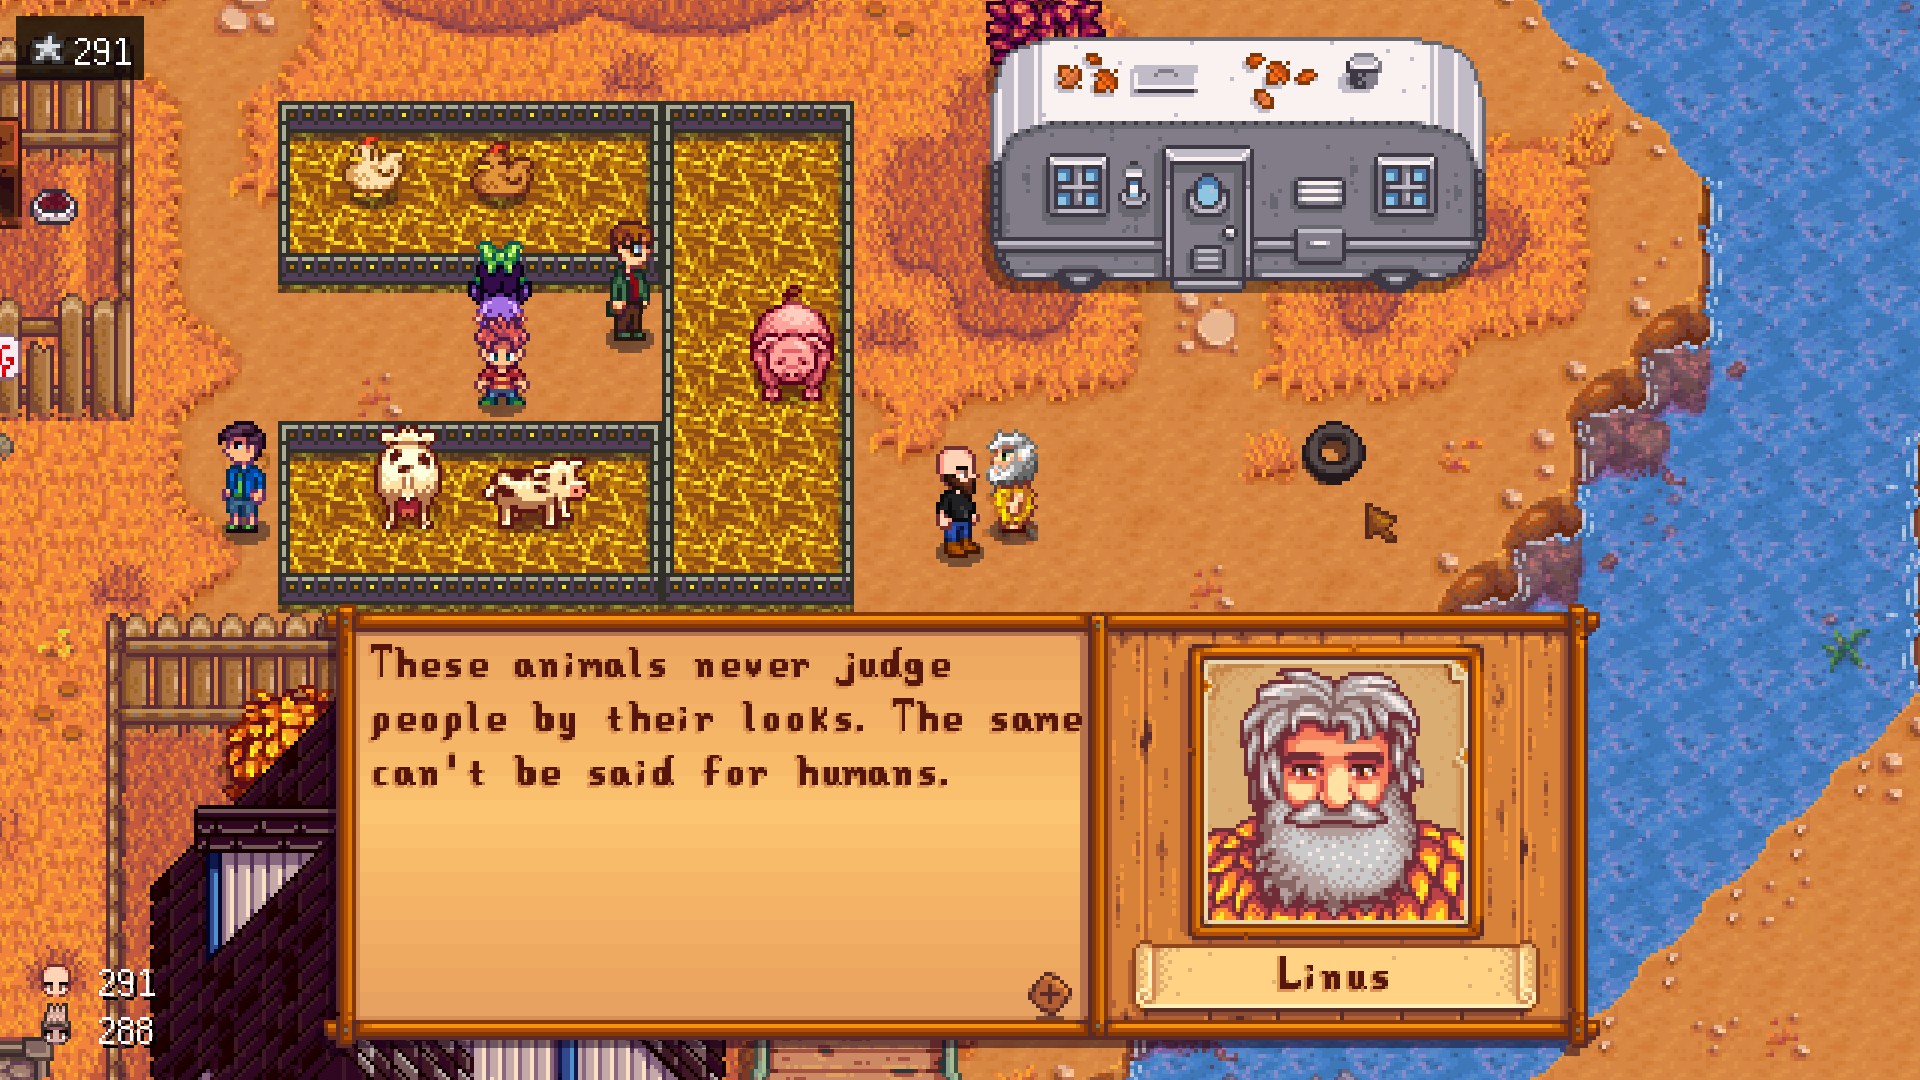 291
G
These animals never judge
people by their looks. The same
can't be said for humans.
Linus
291
288